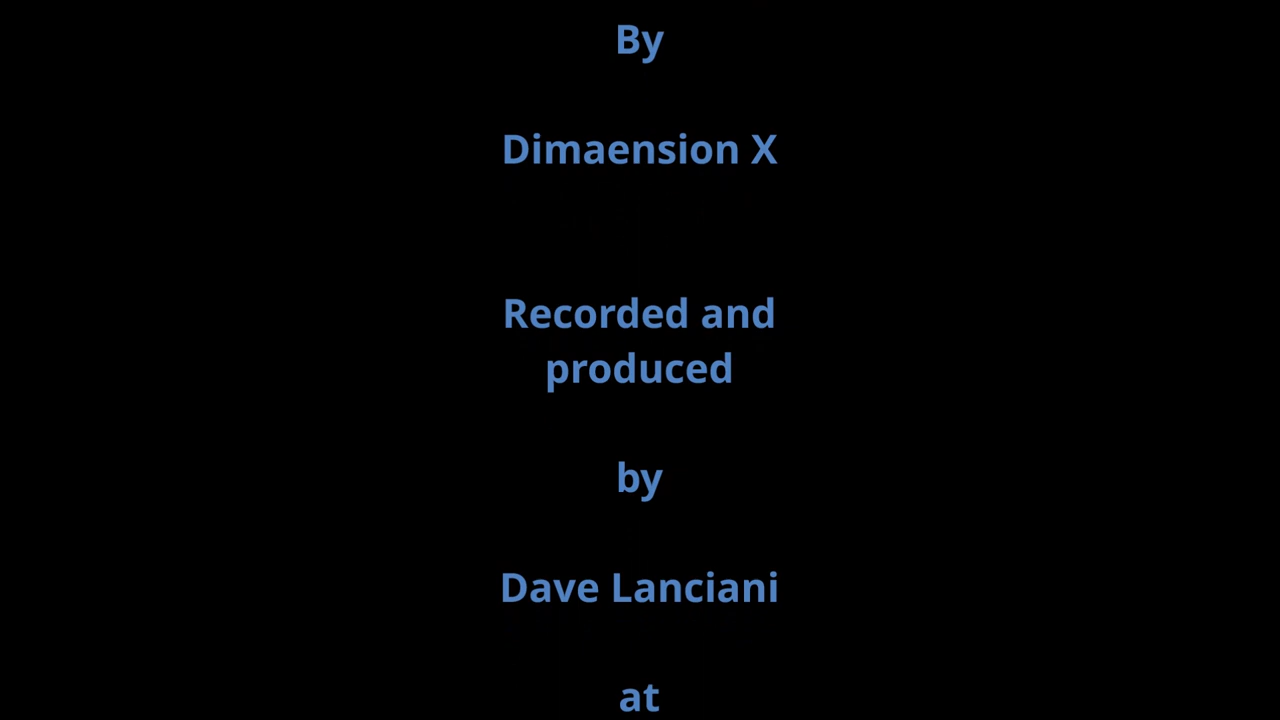 By
Dimaension X
Recorded and
produced
by
Dave Lanciani
at